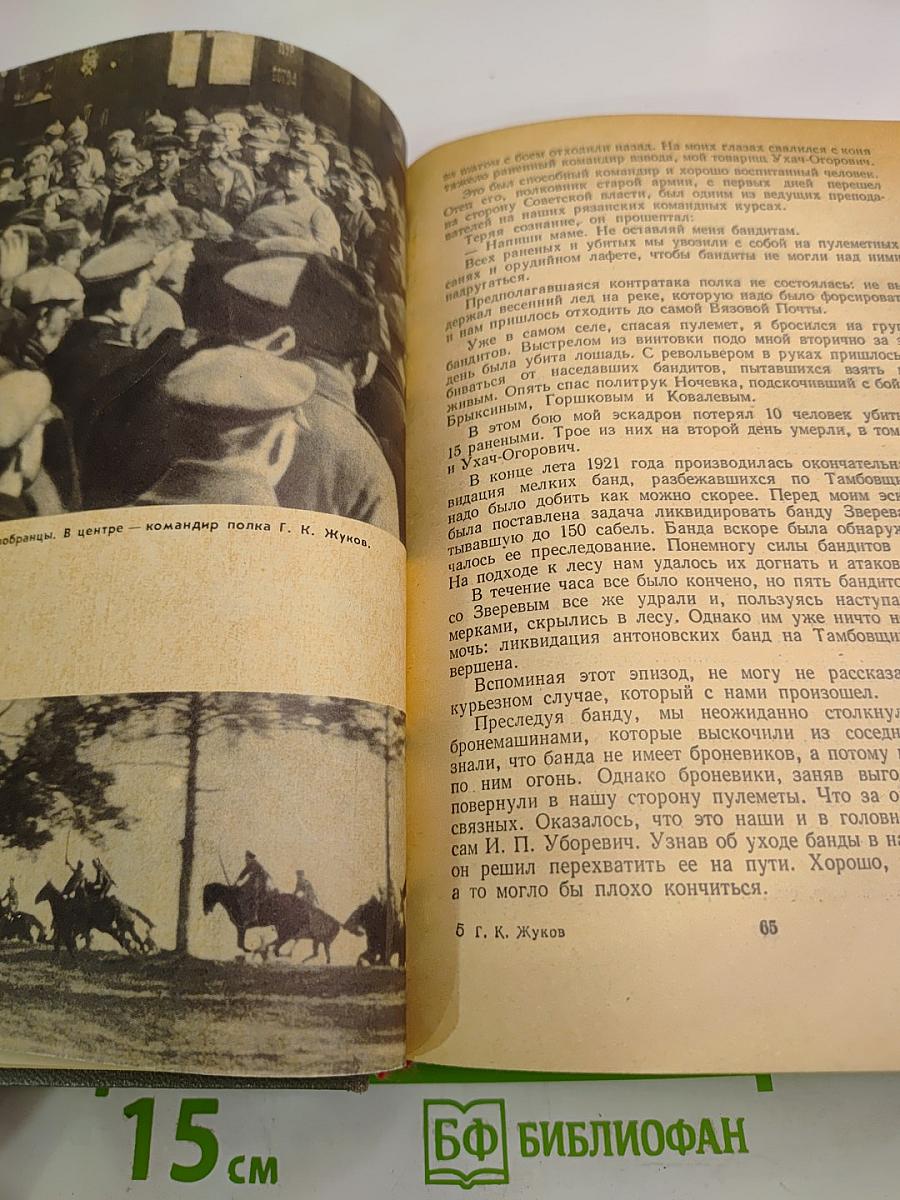 обранцы. В центре — командир полка Г. К. Жуков.
с боем отходили назад. На моих глазах свалился с коня
тяжело раненный командир взвода, мой товарищ Ухач-Огорович.
Это был способный командир и хорошо воспитанный человек.
Отец его, полковник старой армии, с первых дней перешел
на сторону Советской власти, был одним из ведущих препода-
вателей на наших рязанских командных курсах.
Теряя сознание, он прошептал:
— Напиши маме. Не оставляй меня бандитам.
Всех раненых и убитых мы увозили с собой на пулеметных
санях и орудийном лафете, чтобы бандиты не могли над ними
надругаться.
Предполагавшаяся контратака полка не состоялась: не вы
держал весенний лед на реке, которую надо было форсироват
и нам пришлось отходить до самой Вязовой Почты.
Уже в самом селе, спасая пулемет, я бросился на груп
бандитов. Выстрелом из винтовки подо мной вторично за э
день была убита лошадь. С револьвером в руках пришлось
биваться от наседавших бандитов, пытавшихся взять м
живым. Опять спас политрук Ночевка, подскочивший с бой
Брыксиным, Горшковым и Ковалевым.
В этом бою мой эскадрон потерял 10 человек убиты
15 ранеными. Трое из них на второй день умерли, в том
и Ухач-Огорович.
В конце лета 1921 года производилась окончательна
видация мелких банд, разбежавшихся по Тамбовщи
надо было добить как можно скорее. Перед моим эск
была поставлена задача ликвидировать банду Зверева
тывавшую до 150 сабель. Банда вскоре была обнаруж
чалось ее преследование. Понемногу силы бандитов
На подходе к лесу нам удалось их догнать и атаков
В течение часа все было кончено, но пять бандито
со Зверевым все же удрали и, пользуясь наступа
мерками, скрылись в лесу. Однако им уже ничто н
мочь: ликвидация антоновских банд на Тамбовщи
вершена.
Вспоминая этот эпизод, не могу не рассказа
курьезном случае, который с нами произошел.
Преследуя банду, мы неожиданно столкнул
бронемашинами, которые выскочили из соседн
знали, что банда не имеет броневиков, а потому и
по ним огонь. Однако броневики, заняв выго
повернули в нашу сторону пулеметы. Что за о
связных. Оказалось, что это наши и в головн
сам И. П. Уборевич. Узнав об уходе банды в на
он решил перехватить ее на пути. Хорошо,
а то могло бы плохо кончиться.
5 Г. К. Жуков 65
15 см БФ БИБЛИОФАН